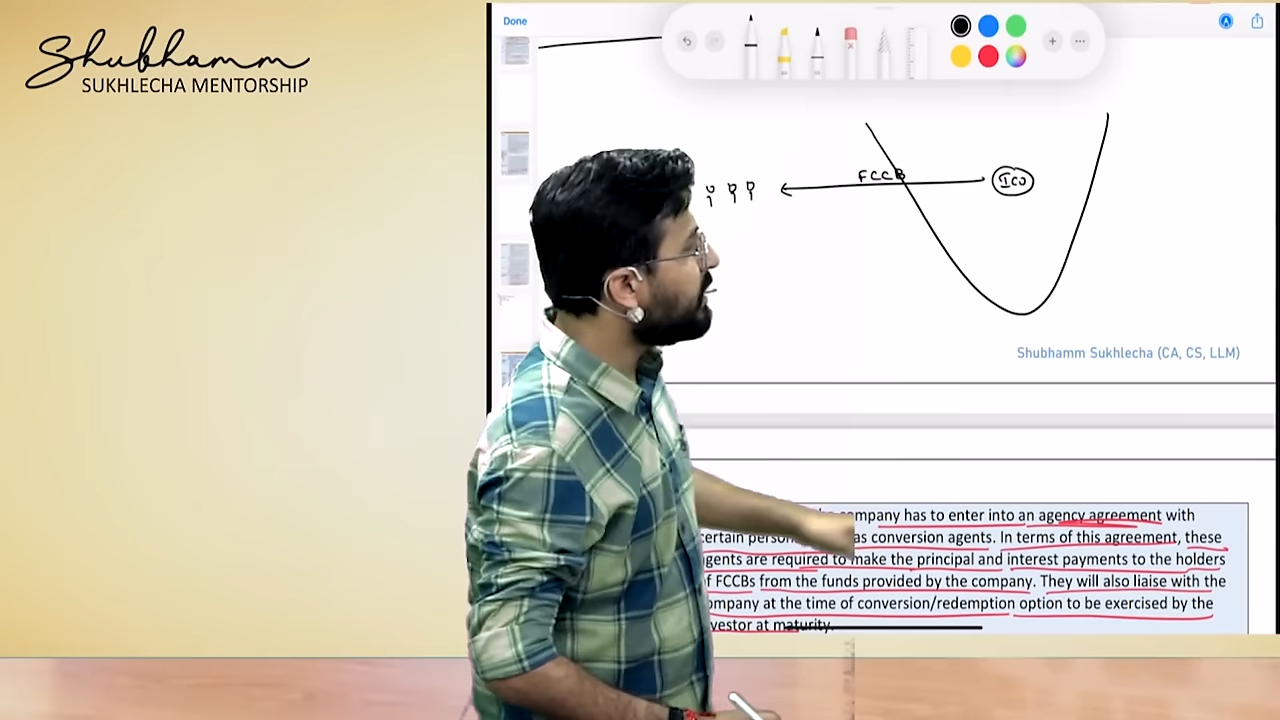 Shubhamm
SUKHLECHA MENTORSHIP
Done
FCCB
ICO
Shubhamm Sukhlecha (CA, CS, LLM)
company has to enter into an agency agreement with
certain as conversion agents. In terms of this agreement, these
agents are required to make the principal and interest payments to the holders
of FCCBs from the funds provided by the company. They will also liaise with the
company at the time of conversion/redemption option to be exercised by the
investor at maturity.